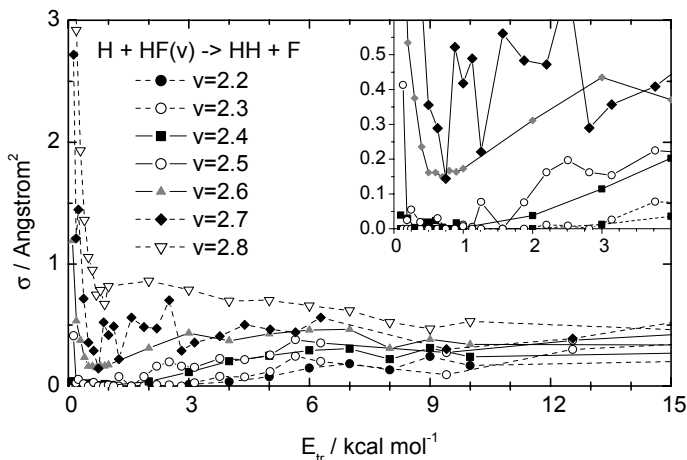 H + HF(v) -> HH + F
v=2.2
v=2.3
v=2.4
v=2.5
v=2.6
v=2.7
v=2.8
σ / Angstrom²
3
2
1
0
0 3 6 9 12 15
E_tr / kcal mol⁻¹
0.5
0.4
0.3
0.2
0.1
0.0
0 1 2 3